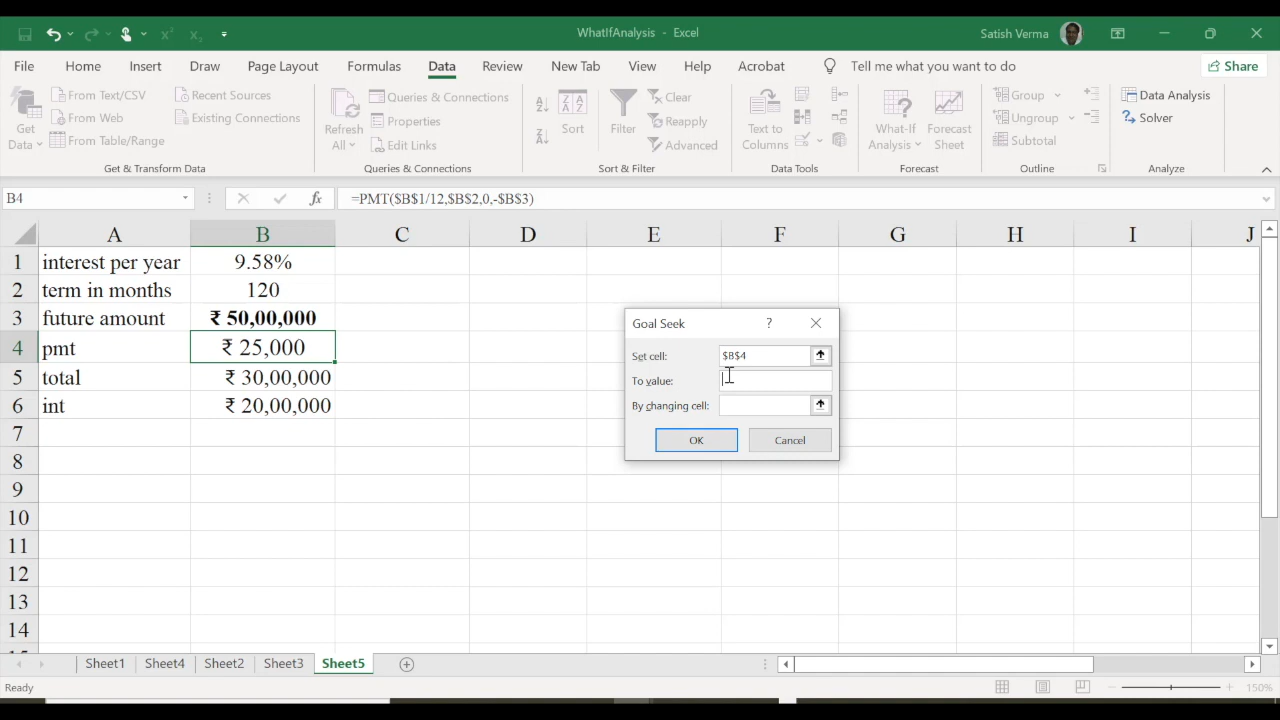 WhatIfAnalysis - Excel
Satish Verma
File Home Insert Draw Page Layout Formulas Data Review New Tab View Help Acrobat Tell me what you want to do Share
Get Data
From Text/CSV
From Web
From Table/Range
Recent Sources
Existing Connections
Get & Transform Data
Refresh All
Queries & Connections
Properties
Edit Links
Queries & Connections
Sort
Filter
Clear
Reapply
Advanced
Sort & Filter
Text to Columns
Data Tools
What-If Analysis
Forecast Sheet
Forecast
Group
Ungroup
Subtotal
Outline
Data Analysis
Solver
Analyze
B4 fx =PMT($B$1/12,$B$2,0,-$B$3)
A B C D E F G H I J
1 interest per year 9.58%
2 term in months 120
3 future amount ₹ 50,00,000
4 pmt ₹ 25,000
5 total ₹ 30,00,000
6 int ₹ 20,00,000
7
8
9
10
11
12
13
14
Goal Seek ?
Set cell: $B$4
To value:
By changing cell:
OK Cancel
Sheet1 Sheet4 Sheet2 Sheet3 Sheet5
Ready 150%